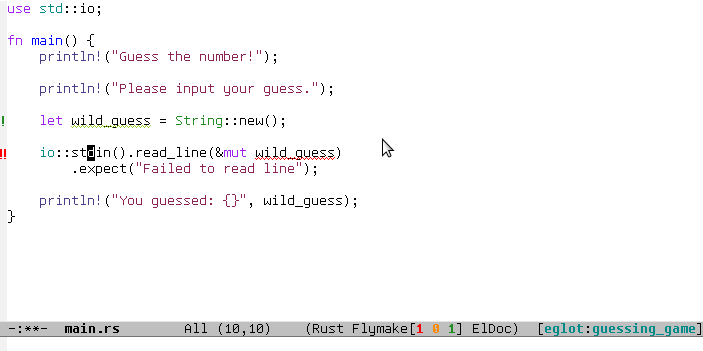 use std::io;
fn main() {
    println!("Guess the number!");
    println!("Please input your guess.");
!   let wild_guess = String::new();
!!  io::stdin().read_line(&mut wild_guess)
        .expect("Failed to read line");
    println!("You guessed: {}", wild_guess);
}
-:**-  main.rs        All (10,10)    (Rust Flymake[1 0 1] ElDoc)  [eglot:guessing_game]